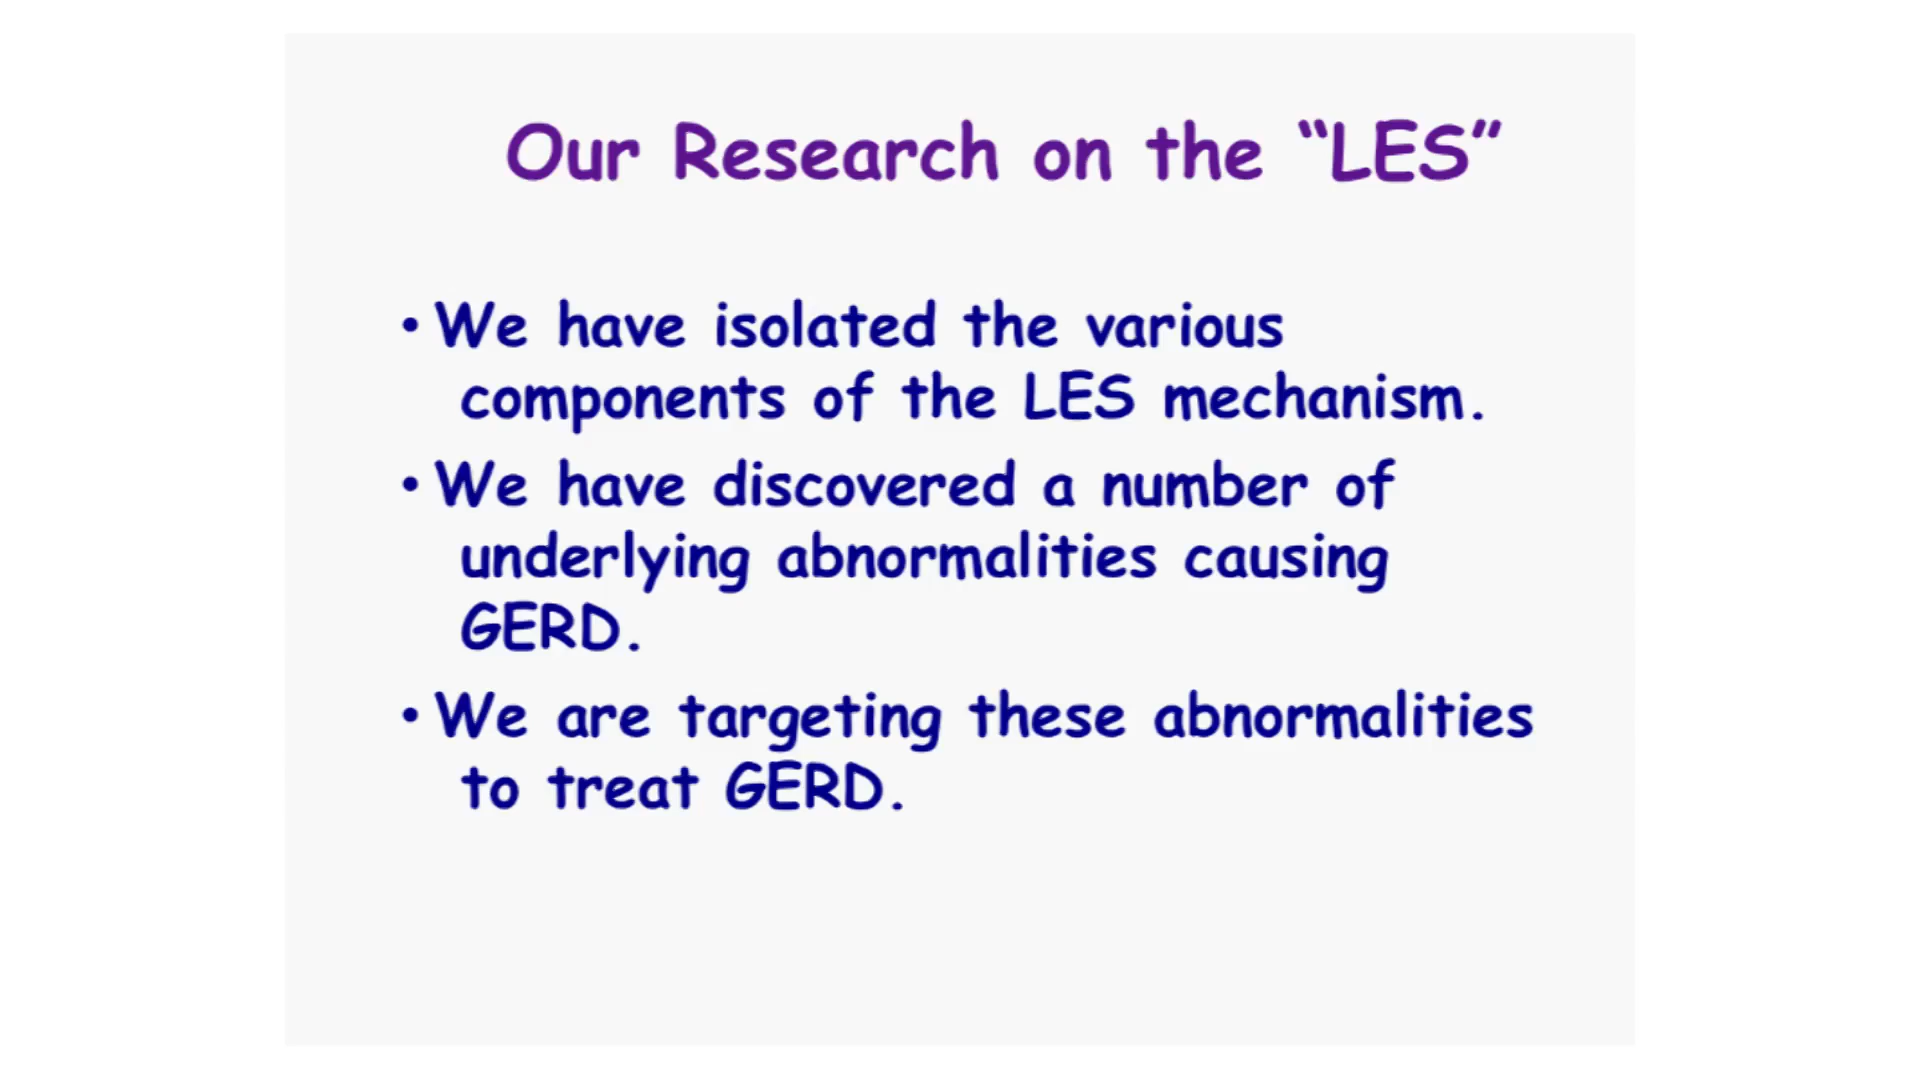 Our Research on the “LES”
• We have isolated the various
components of the LES mechanism.
• We have discovered a number of
underlying abnormalities causing
GERD.
• We are targeting these abnormalities
to treat GERD.